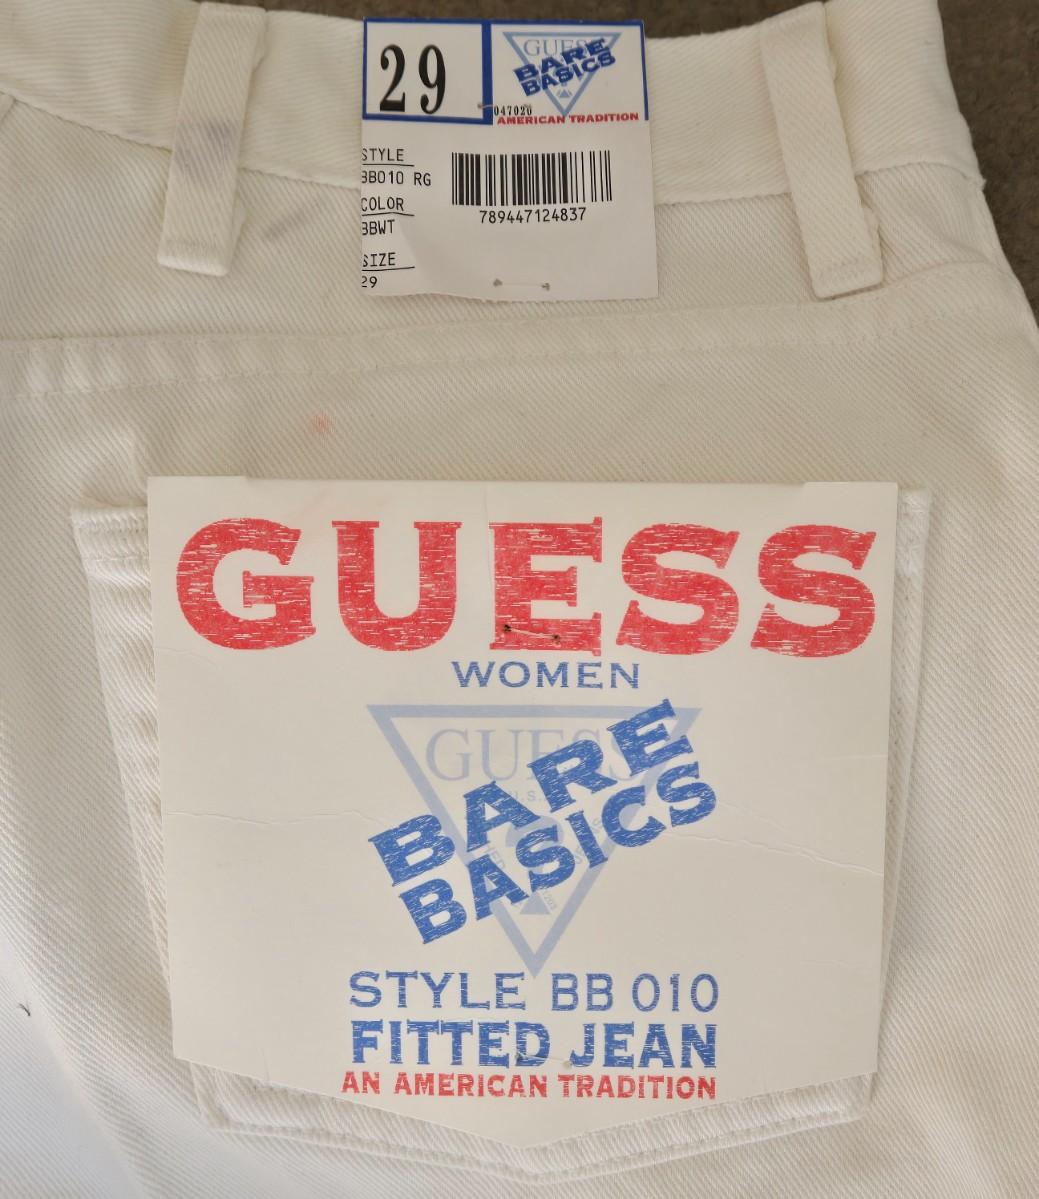 29
GUESS
BARE
BASICS
047020
AMERICAN TRADITION
STYLE
BB010 RG
COLOR
BBWT
SIZE
29
789447124837
GUESS
WOMEN
GUESS
U.S.
BARE
BASICS
STYLE BB 010
FITTED JEAN
AN AMERICAN TRADITION